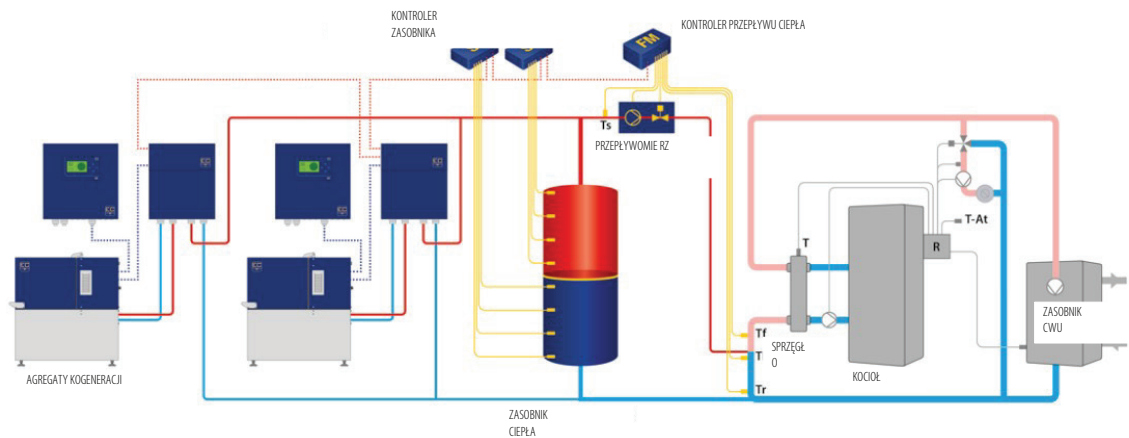 KONTROLER
ZASOBNIKA
KONTROLER PRZEPŁYWU CIEPŁA
FM
Ts
PRZEPŁYWOMIE RZ
T-At
T
R
ZASOBNIK
CWU
Tf
SPRZĘGŁ
O
T
KOCIOŁ
Tr
AGREGATY KOGENERACJI
ZASOBNIK
CIEPŁA